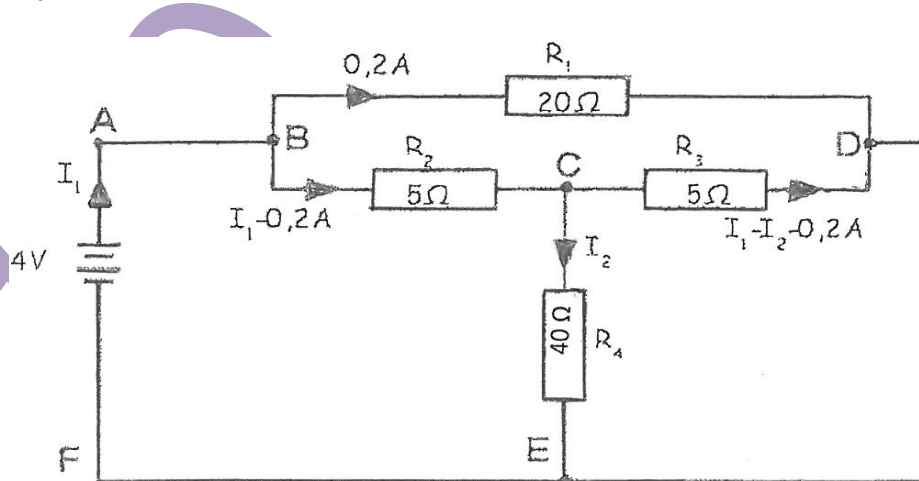 0,2A
R₁
20Ω
A
B
R₂
C
R₃
D
I₁
5Ω
5Ω
I₁-0,2A
I₁-I₂-0,2A
4V
I₂
40Ω
R₄
F
E